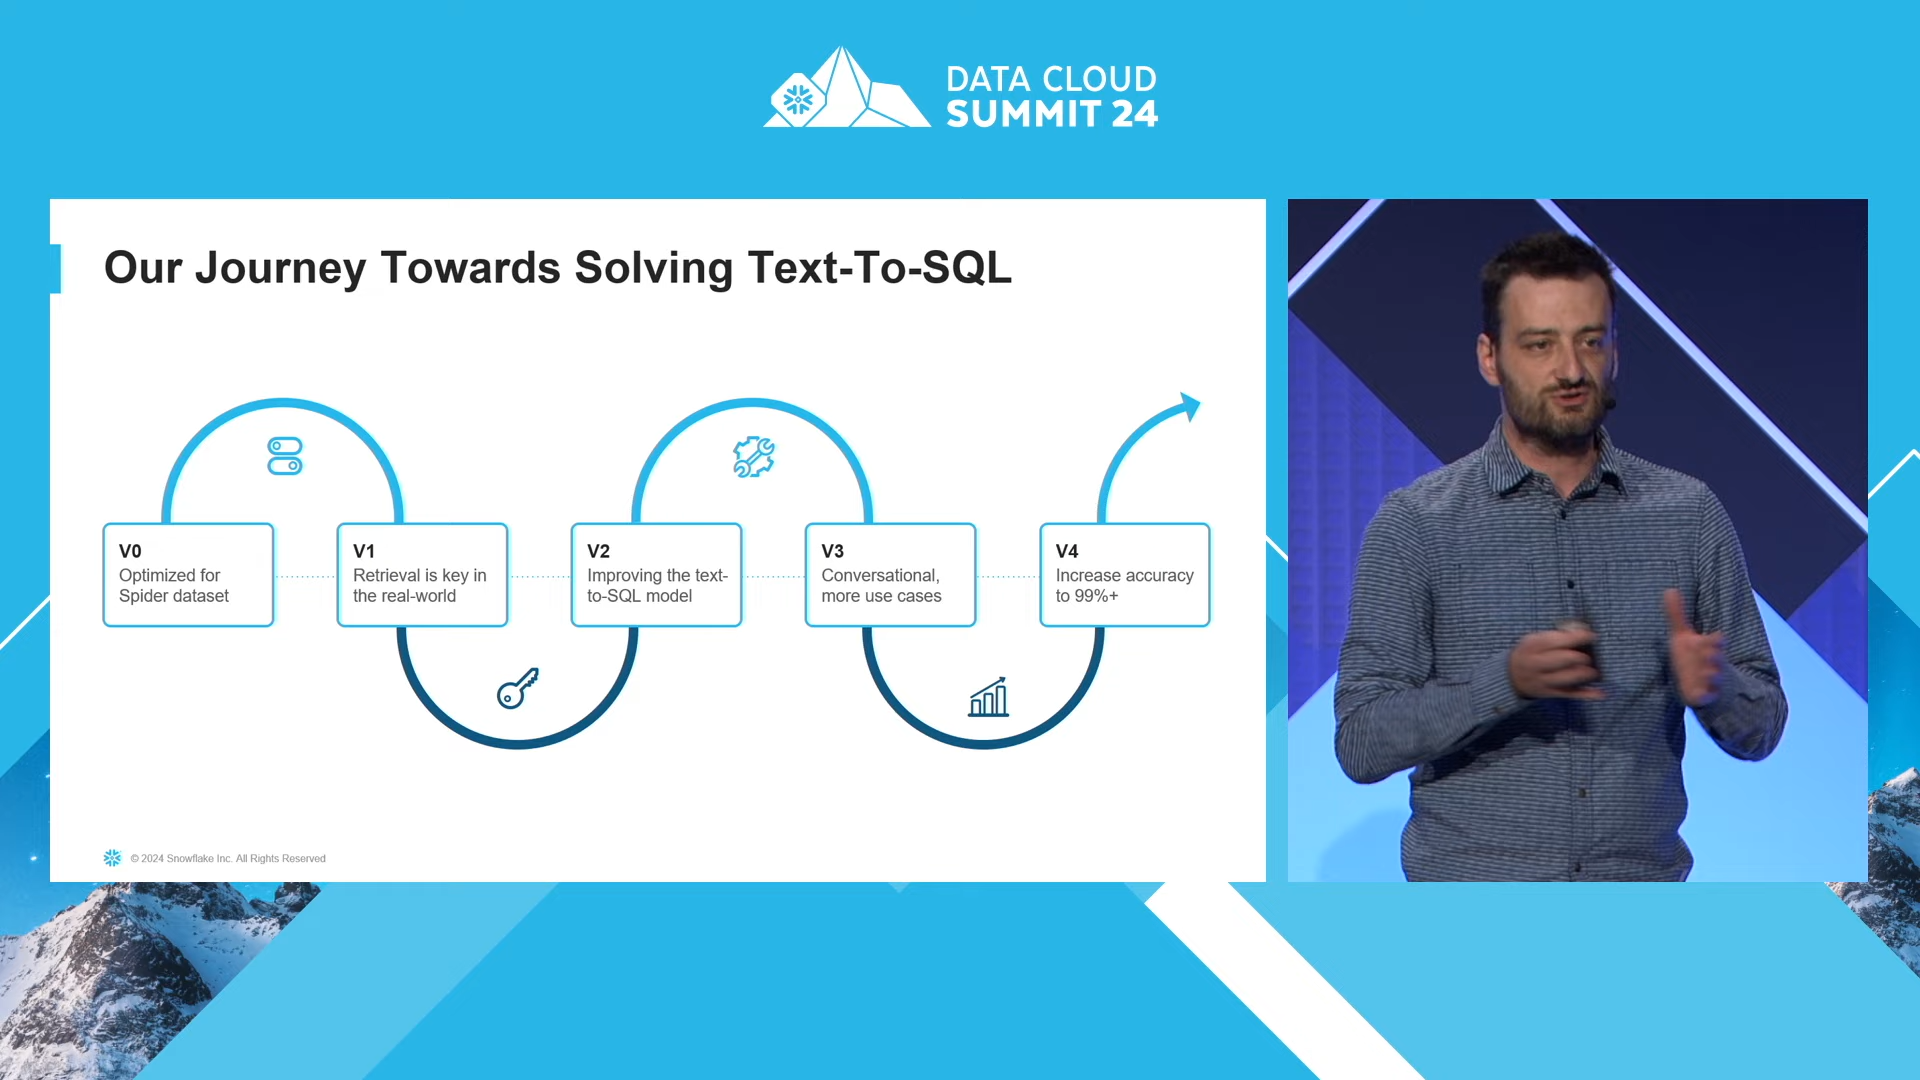 DATA CLOUD
SUMMIT 24
Our Journey Towards Solving Text-To-SQL
V0
Optimized for
Spider dataset
V1
Retrieval is key in
the real-world
V2
Improving the text-
to-SQL model
V3
Conversational,
more use cases
V4
Increase accuracy
to 99%+
© 2024 Snowflake Inc. All Rights Reserved